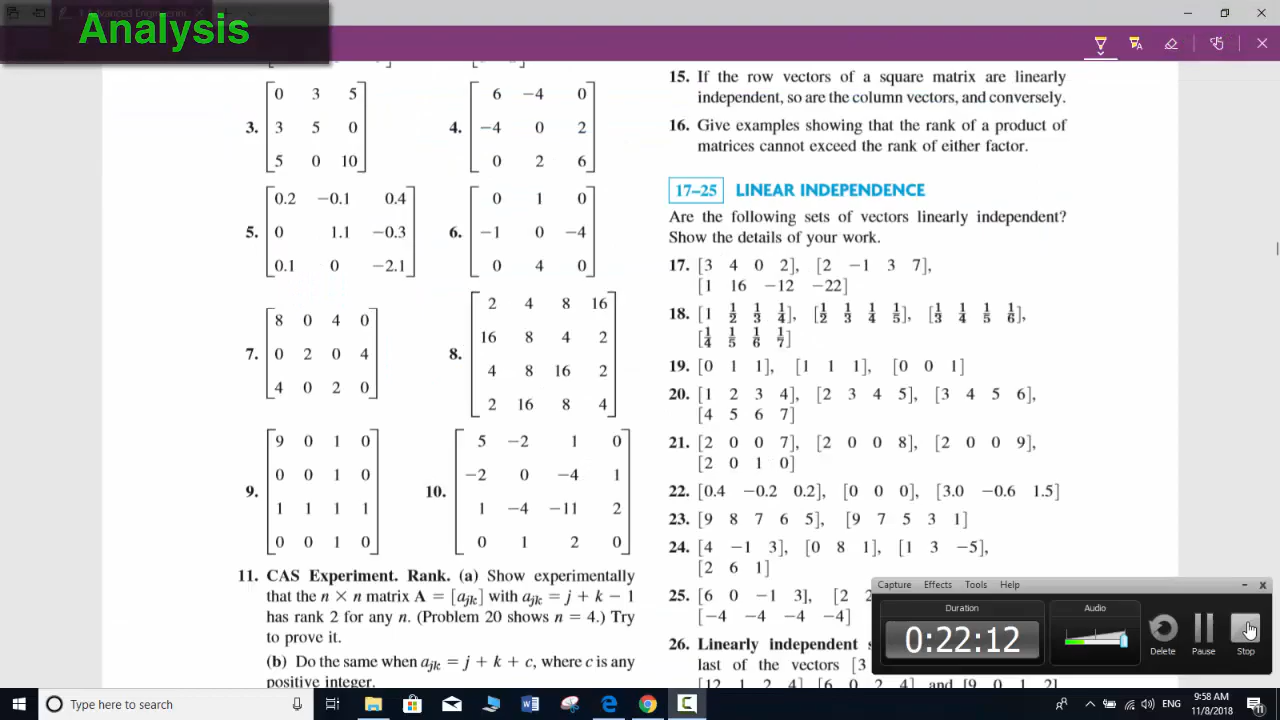 Analysis
3. [0 3 5
3 5 0
5 0 10]
4. [6 −4 0
−4 0 2
0 2 6]
5. [0.2 −0.1 0.4
0 1.1 −0.3
0.1 0 −2.1]
6. [0 1 0
−1 0 −4
0 4 0]
7. [8 0 4 0
0 2 0 4
4 0 2 0]
8. [2 4 8 16
16 8 4 2
4 8 16 2
2 16 8 4]
9. [9 0 1 0
0 0 1 0
1 1 1 1
0 0 1 0]
10. [5 −2 1 0
−2 0 −4 1
1 −4 −11 2
0 1 2 0]
11. CAS Experiment. Rank. (a) Show experimentally
that the n × n matrix A = [ajk] with ajk = j + k − 1
has rank 2 for any n. (Problem 20 shows n = 4.) Try
to prove it.
(b) Do the same when ajk = j + k + c, where c is any
positive integer.
15. If the row vectors of a square matrix are linearly
independent, so are the column vectors, and conversely.
16. Give examples showing that the rank of a product of
matrices cannot exceed the rank of either factor.
17–25 LINEAR INDEPENDENCE
Are the following sets of vectors linearly independent?
Show the details of your work.
17. [3 4 0 2], [2 −1 3 7],
[1 16 −12 −22]
18. [1 1/2 1/3 1/4], [1/2 1/3 1/4 1/5], [1/3 1/4 1/5 1/6],
[1/4 1/5 1/6 1/7]
19. [0 1 1], [1 1 1], [0 0 1]
20. [1 2 3 4], [2 3 4 5], [3 4 5 6],
[4 5 6 7]
21. [2 0 0 7], [2 0 0 8], [2 0 0 9],
[2 0 1 0]
22. [0.4 −0.2 0.2], [0 0 0], [3.0 −0.6 1.5]
23. [9 8 7 6 5], [9 7 5 3 1]
24. [4 −1 3], [0 8 1], [1 3 −5],
[2 6 1]
25. [6 0 −1 3], [2 2
[−4 −4 −4 −4]
26. Linearly independent s
last of the vectors [3
[12 1 2 4] [6 0 2 4] and [9 0 1 2]
Capture Effects Tools Help
Duration
Audio
0:22:12
Delete
Pause
Stop
Type here to search
9:58 AM
11/8/2018